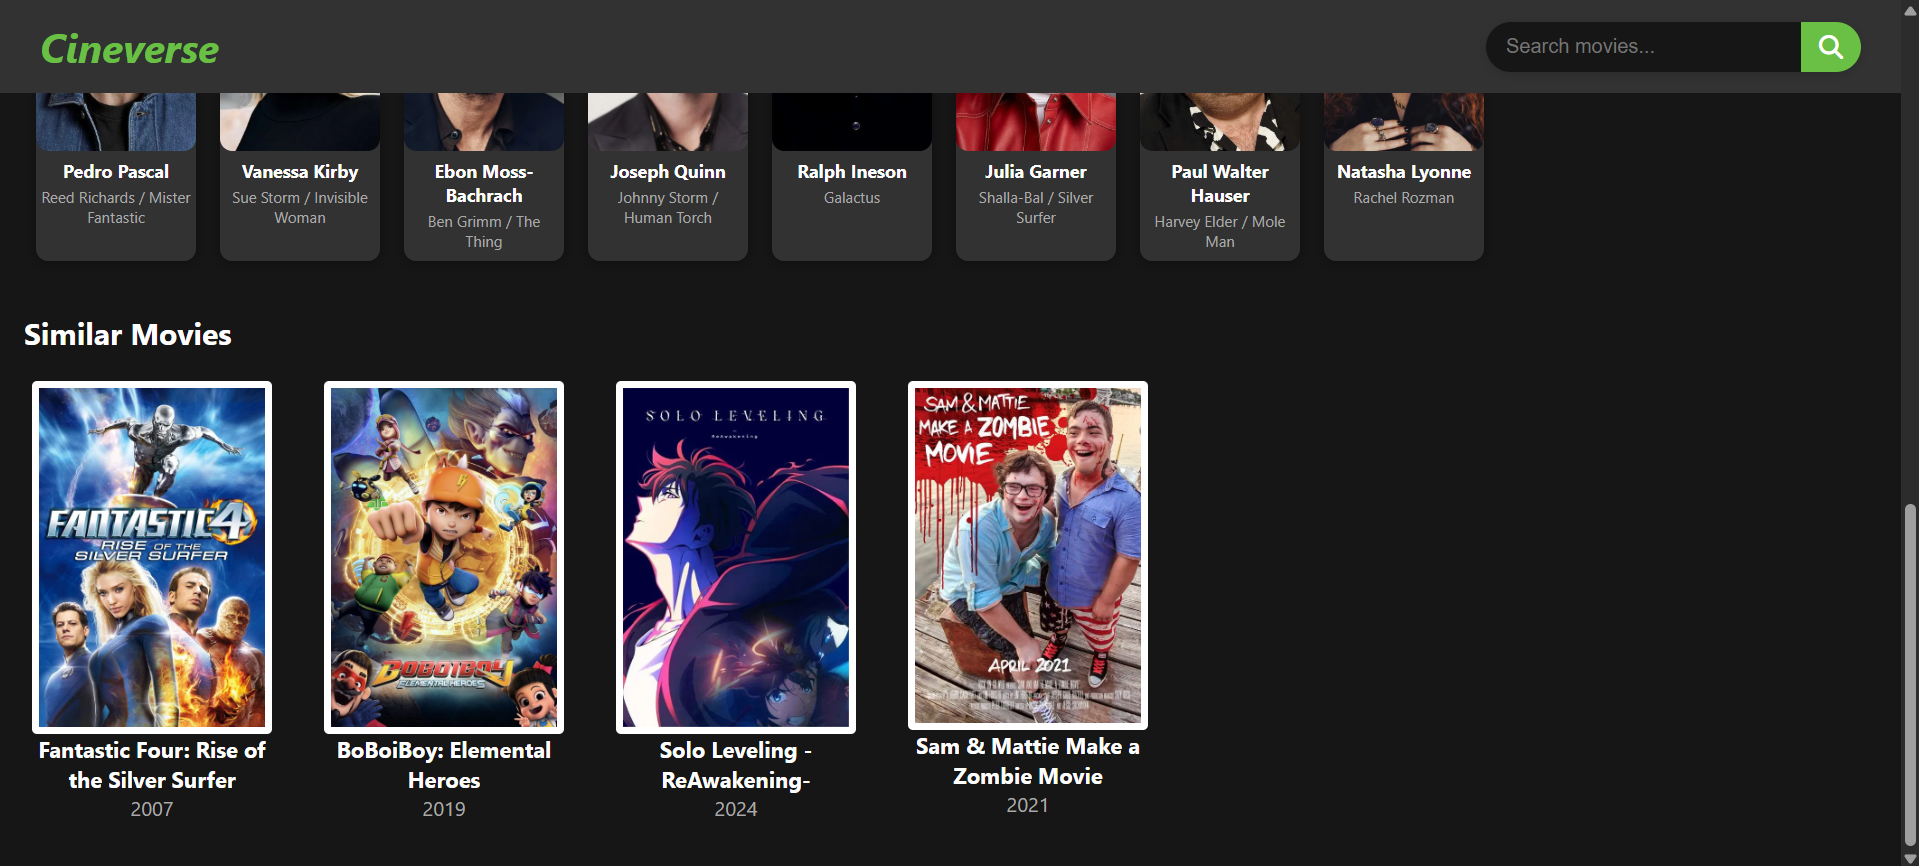 Cineverse
Search movies...
Pedro Pascal
Reed Richards / Mister
Fantastic
Vanessa Kirby
Sue Storm / Invisible
Woman
Ebon Moss-
Bachrach
Ben Grimm / The
Thing
Joseph Quinn
Johnny Storm /
Human Torch
Ralph Ineson
Galactus
Julia Garner
Shalla-Bal / Silver
Surfer
Paul Walter
Hauser
Harvey Elder / Mole
Man
Natasha Lyonne
Rachel Rozman
Similar Movies
FANTASTIC 4
RISE OF THE
SILVER SURFER
Fantastic Four: Rise of
the Silver Surfer
2007
BOBOIBOY
ELEMENTAL HEROES
BoBoiBoy: Elemental
Heroes
2019
SOLO LEVELING
ReAwakening
Solo Leveling -
ReAwakening-
2024
SAM & MATTIE
MAKE A ZOMBIE
MOVIE
APRIL 2021
Sam & Mattie Make a
Zombie Movie
2021